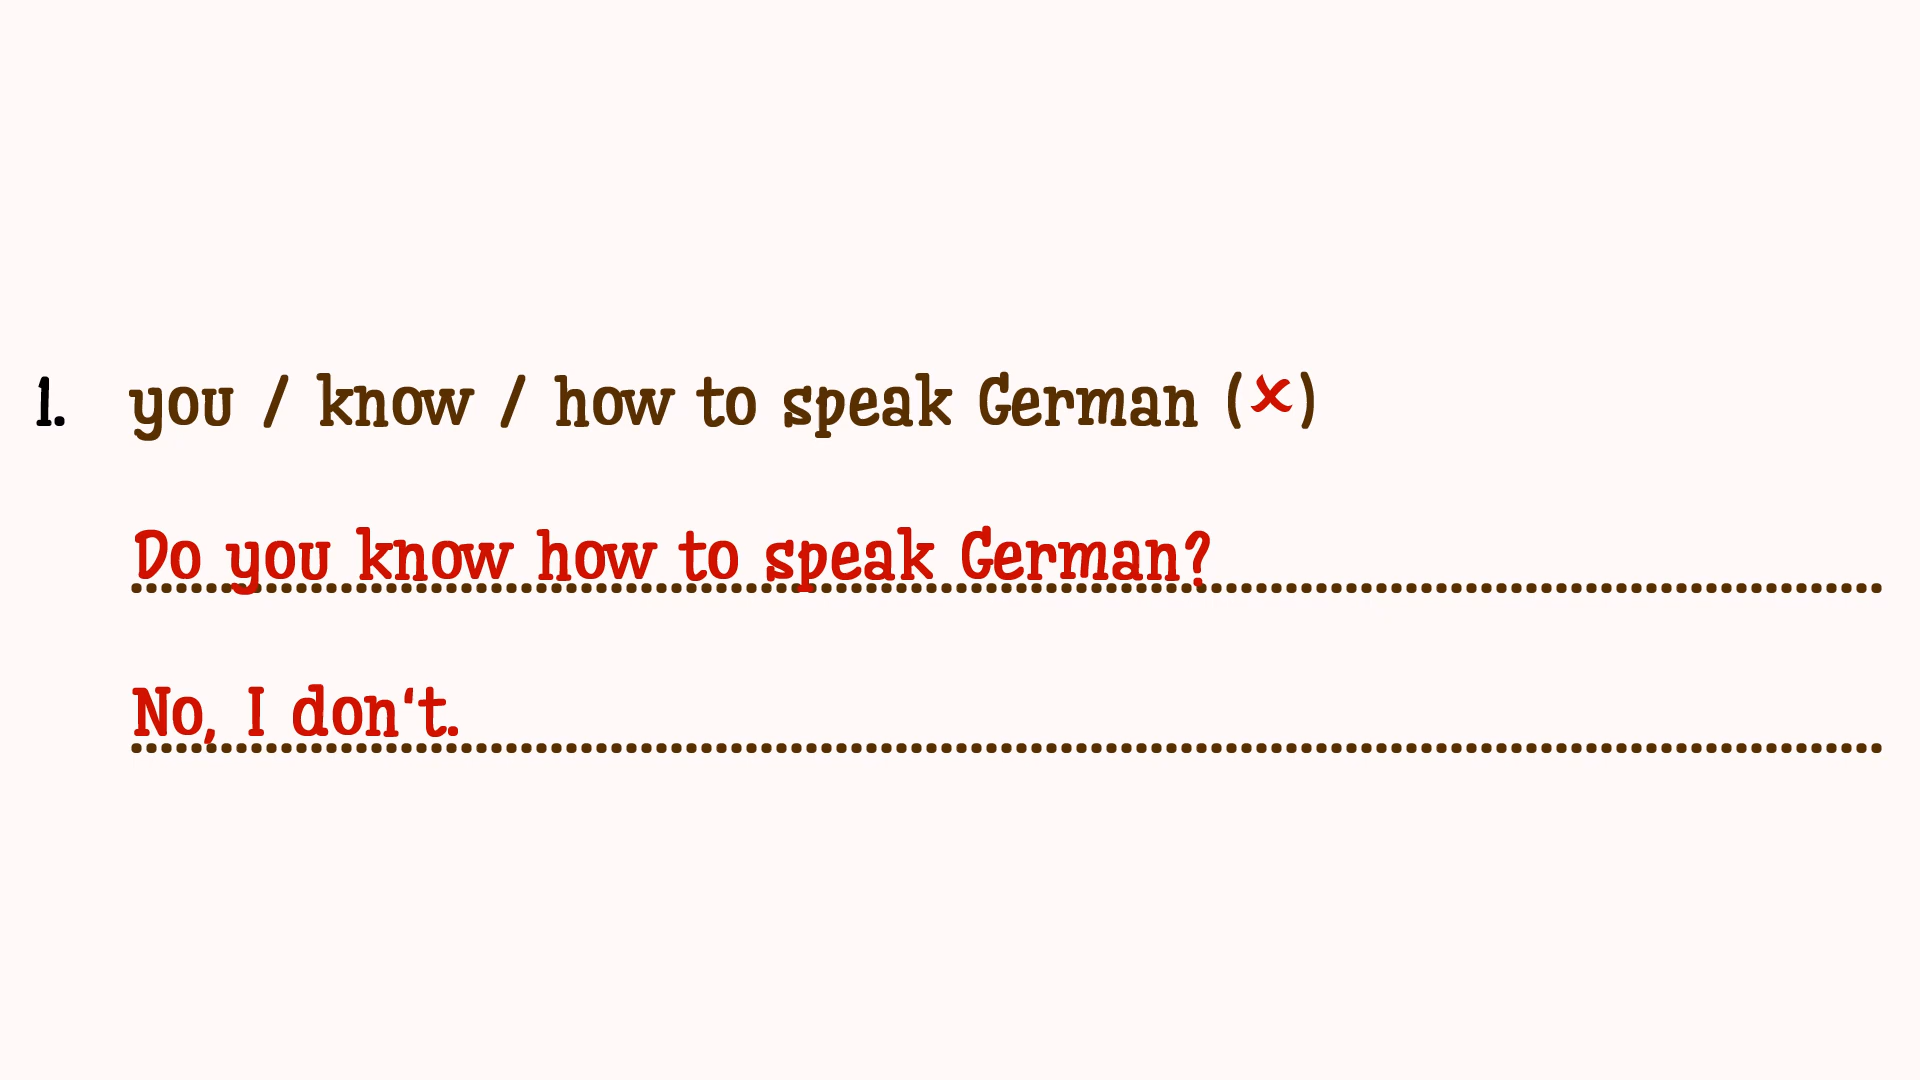 1. you / know / how to speak German (✗)
Do you know how to speak German?
No, I don‘t.